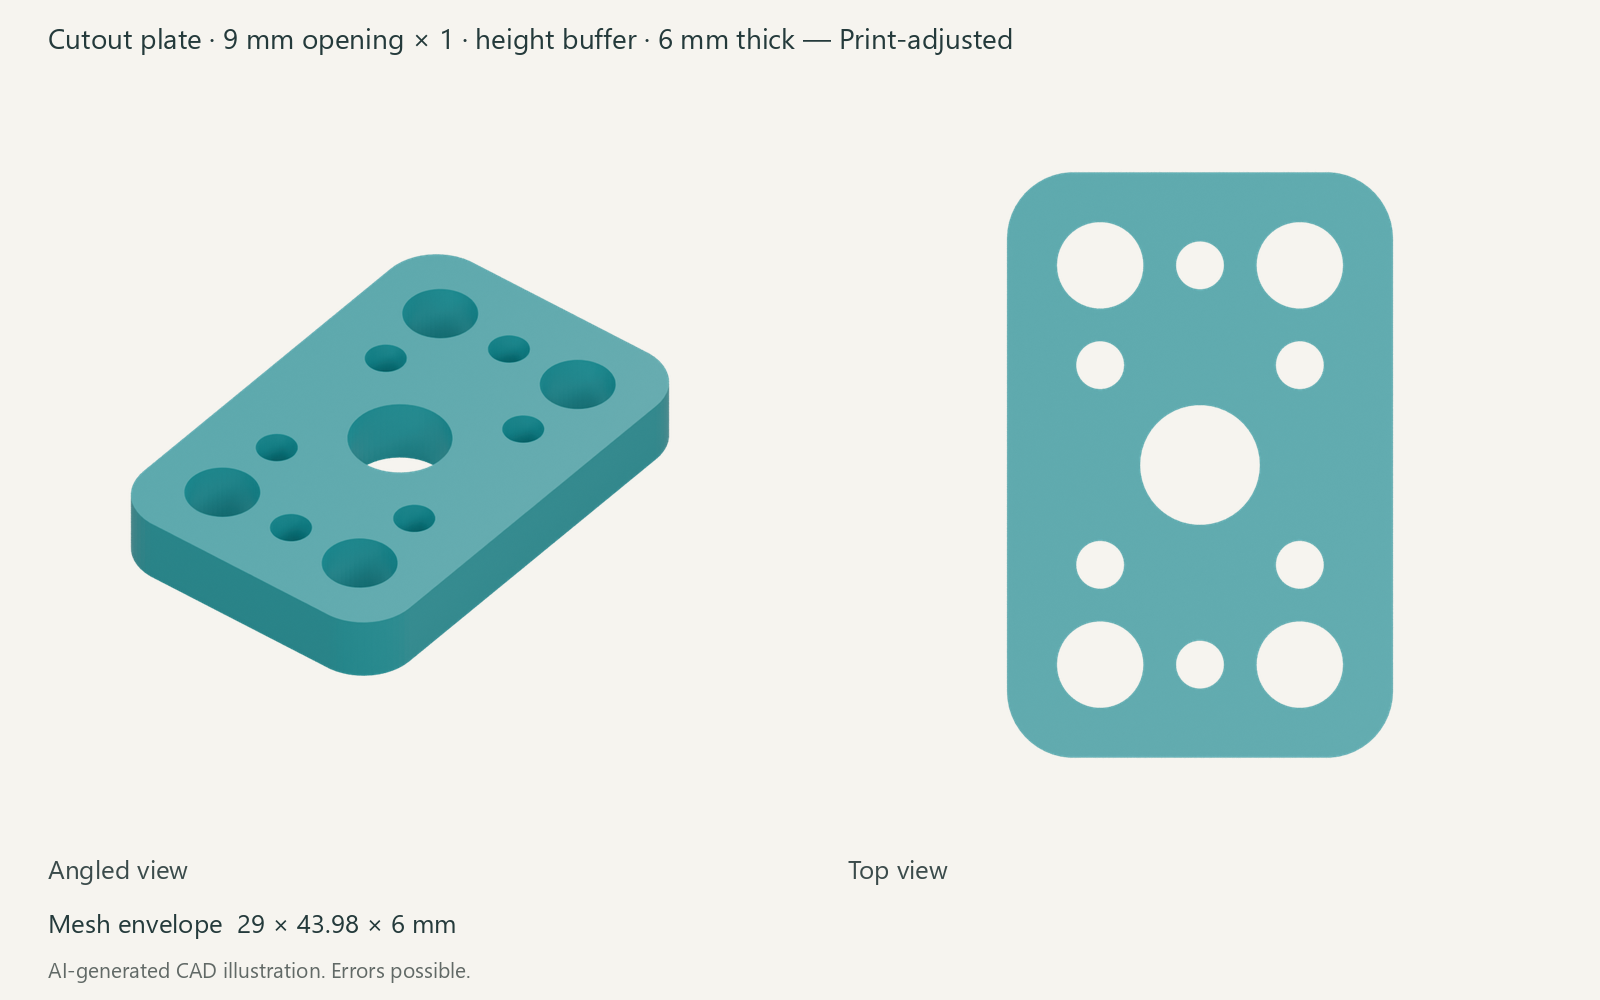 Cutout plate · 9 mm opening × 1 · height buffer · 6 mm thick — Print-adjusted
Angled view
Top view
Mesh envelope 29 × 43.98 × 6 mm
AI-generated CAD illustration. Errors possible.